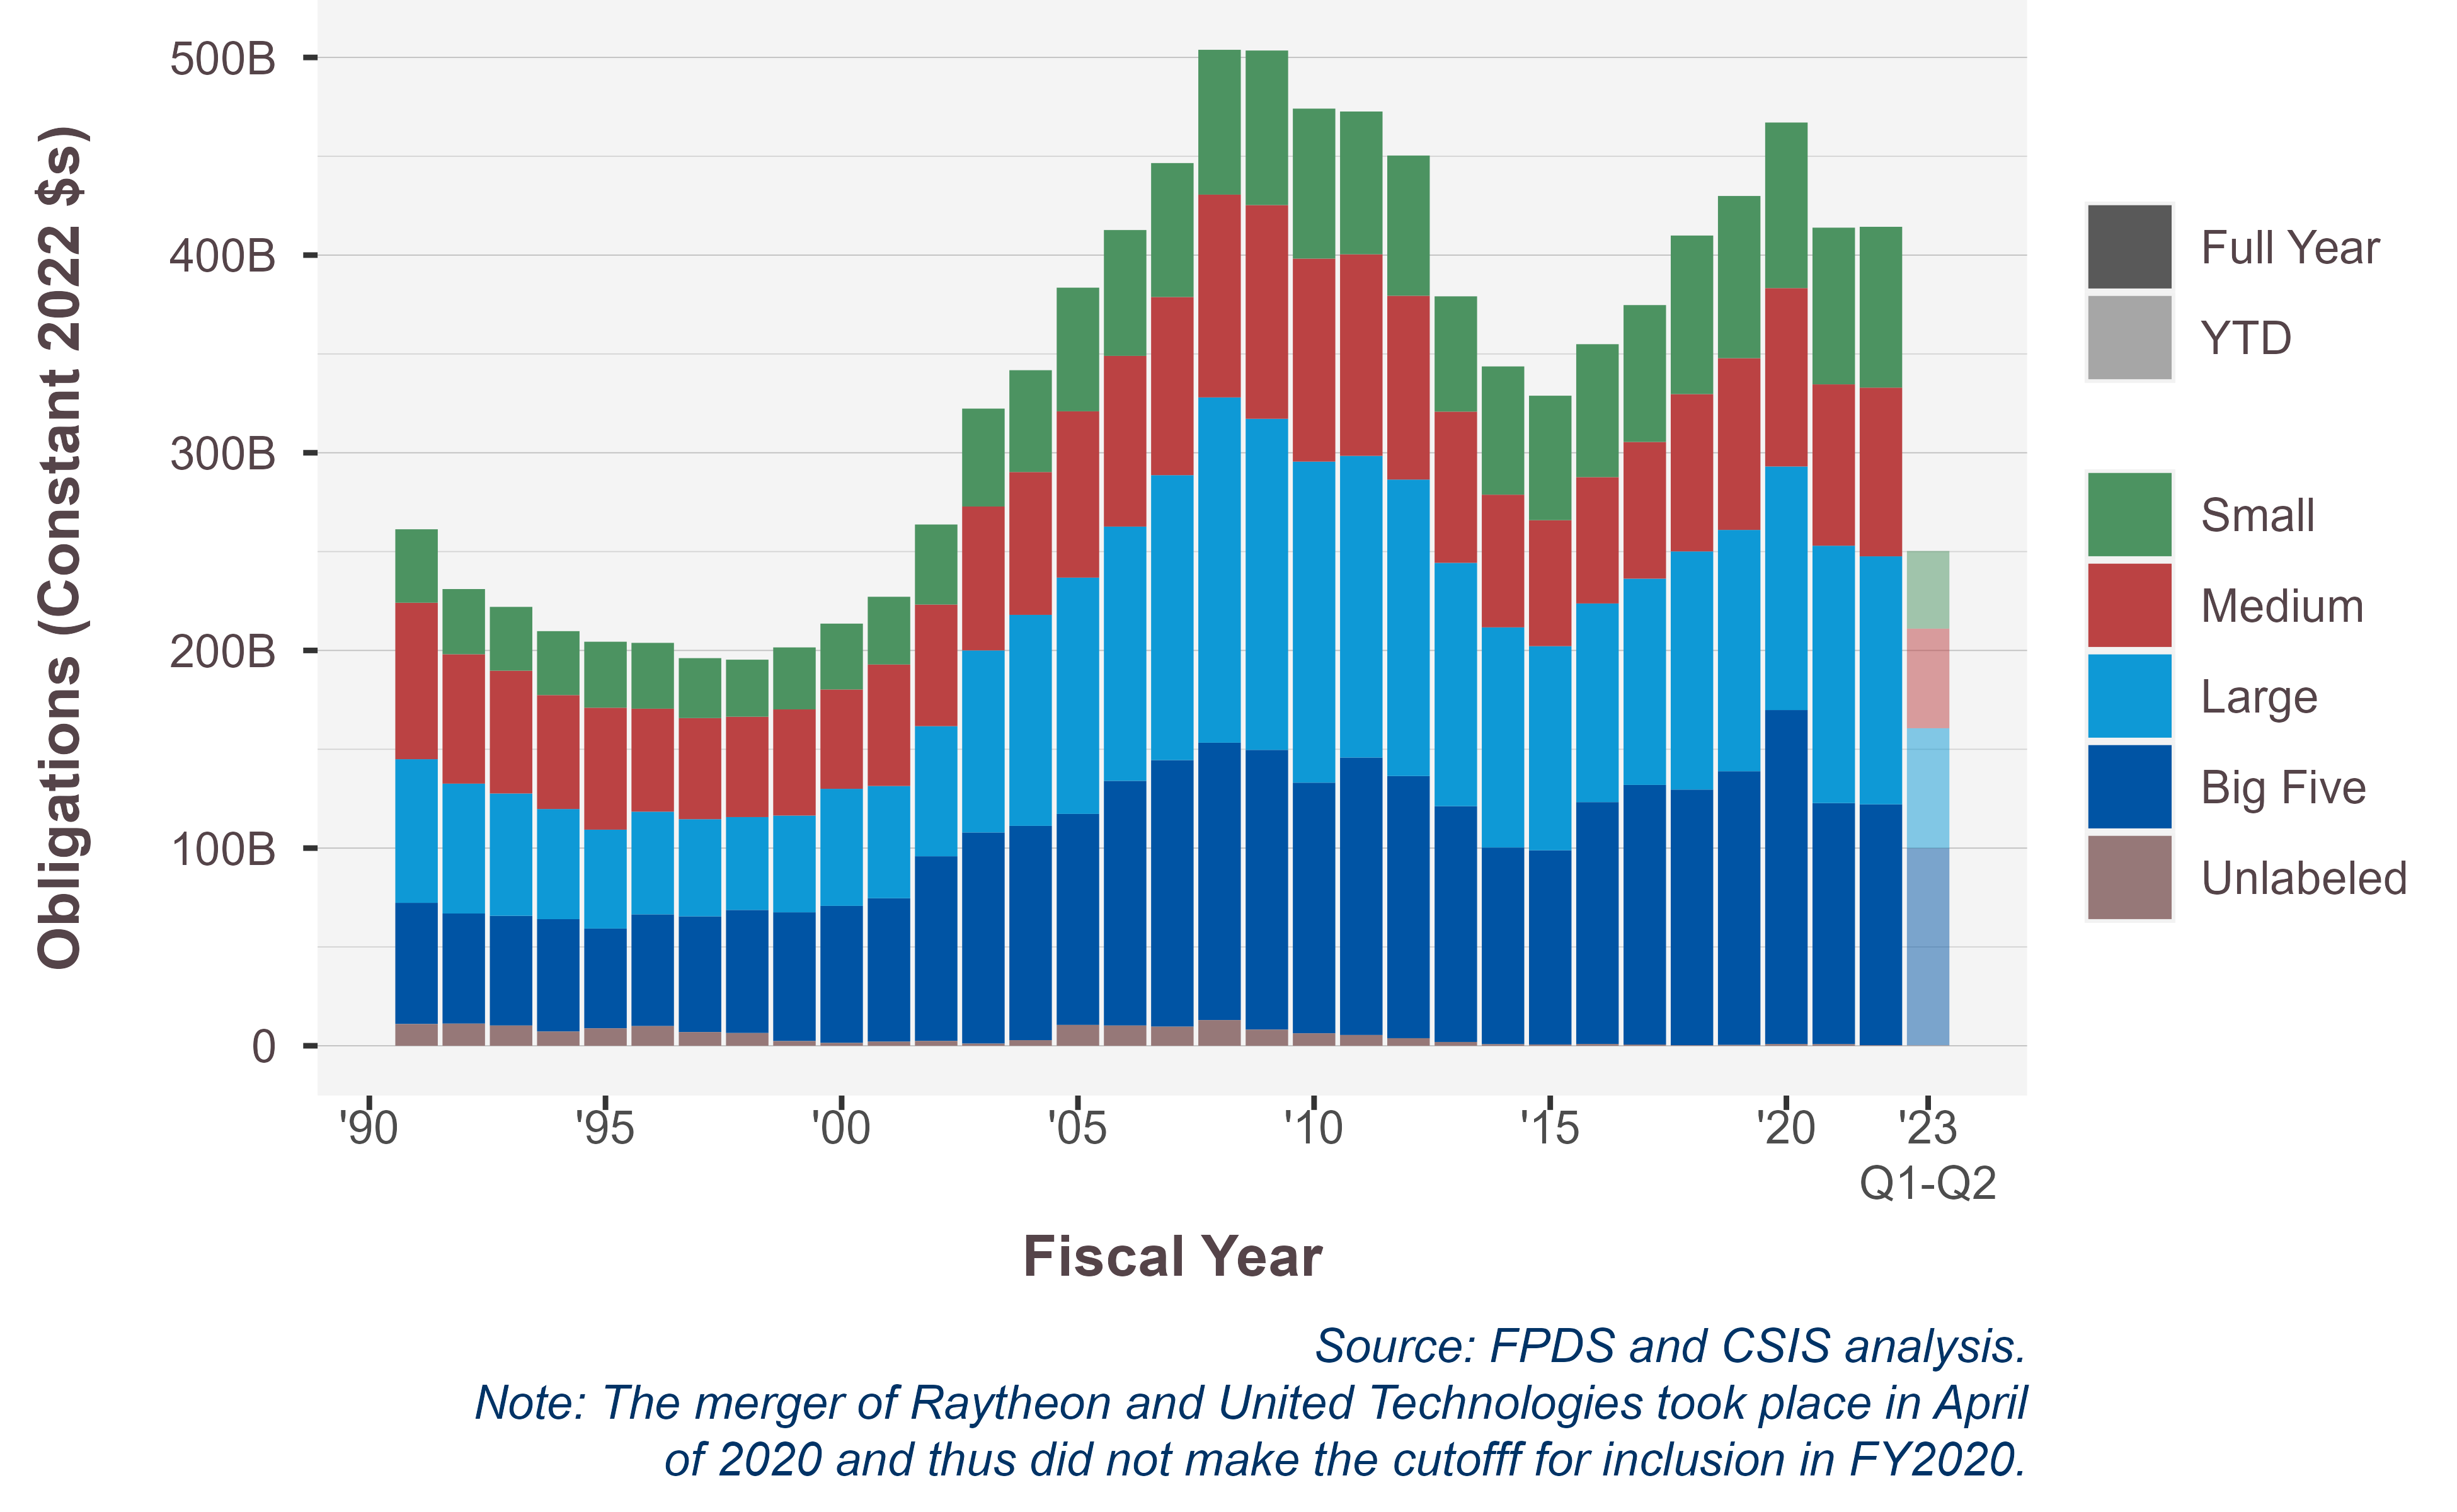 Obligations (Constant 2022 $s)
500B
400B
300B
200B
100B
0
'90
'95
'00
'05
'10
'15
'20
'23
Q1-Q2
Fiscal Year
Full Year
YTD
Small
Medium
Large
Big Five
Unlabeled
Source: FPDS and CSIS analysis.
Note: The merger of Raytheon and United Technologies took place in April
of 2020 and thus did not make the cutofff for inclusion in FY2020.